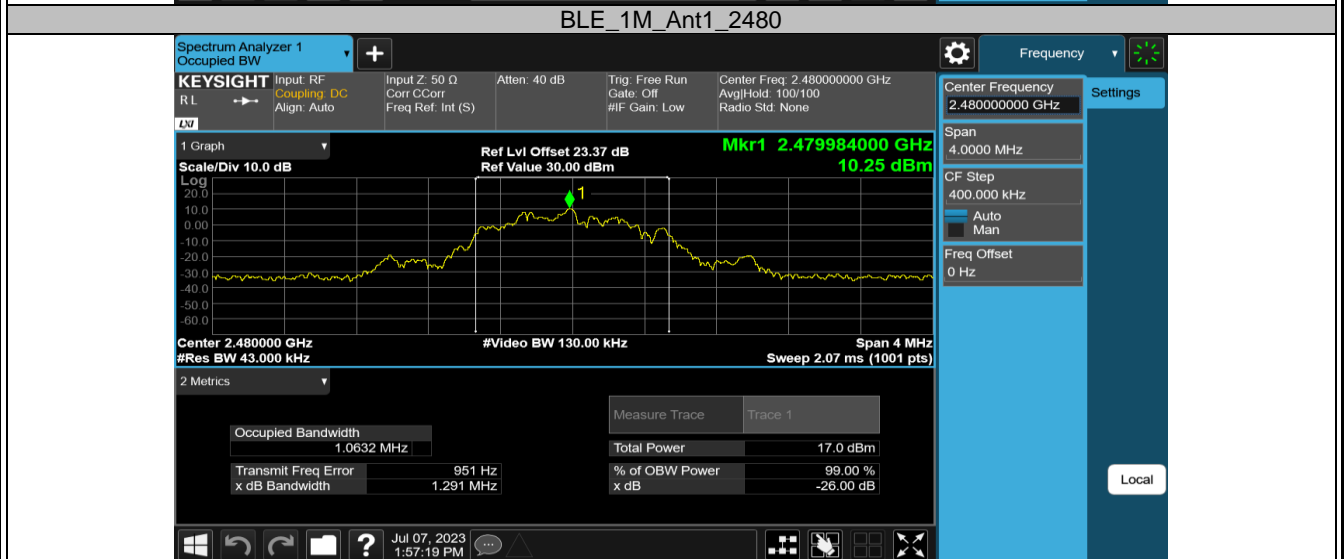 BLE_1M_Ant1_2480
Spectrum Analyzer 1
Occupied BW
+
Frequency
KEYSIGHT
R L
LXI
Input: RF
Coupling: DC
Align: Auto
Input Z: 50 Ω
Corr CCorr
Freq Ref: Int (S)
Atten: 40 dB
Trig: Free Run
Gate: Off
#IF Gain: Low
Center Freq: 2.480000000 GHz
Avg|Hold: 100/100
Radio Std: None
Center Frequency
2.480000000 GHz
Settings
Span
4.0000 MHz
CF Step
400.000 kHz
Auto
Man
Freq Offset
0 Hz
1 Graph
Scale/Div 10.0 dB
Ref Lvl Offset 23.37 dB
Ref Value 30.00 dBm
Mkr1 2.479984000 GHz
10.25 dBm
Log
20.0
10.0
0.00
-10.0
-20.0
-30.0
-40.0
-50.0
-60.0
1
Center 2.480000 GHz
#Video BW 130.00 kHz
Span 4 MHz
#Res BW 43.000 kHz
Sweep 2.07 ms (1001 pts)
2 Metrics
Measure Trace
Trace 1
Occupied Bandwidth
1.0632 MHz
Total Power 17.0 dBm
Transmit Freq Error 951 Hz
% of OBW Power 99.00 %
x dB Bandwidth 1.291 MHz
x dB -26.00 dB
Local
?
Jul 07, 2023
1:57:19 PM